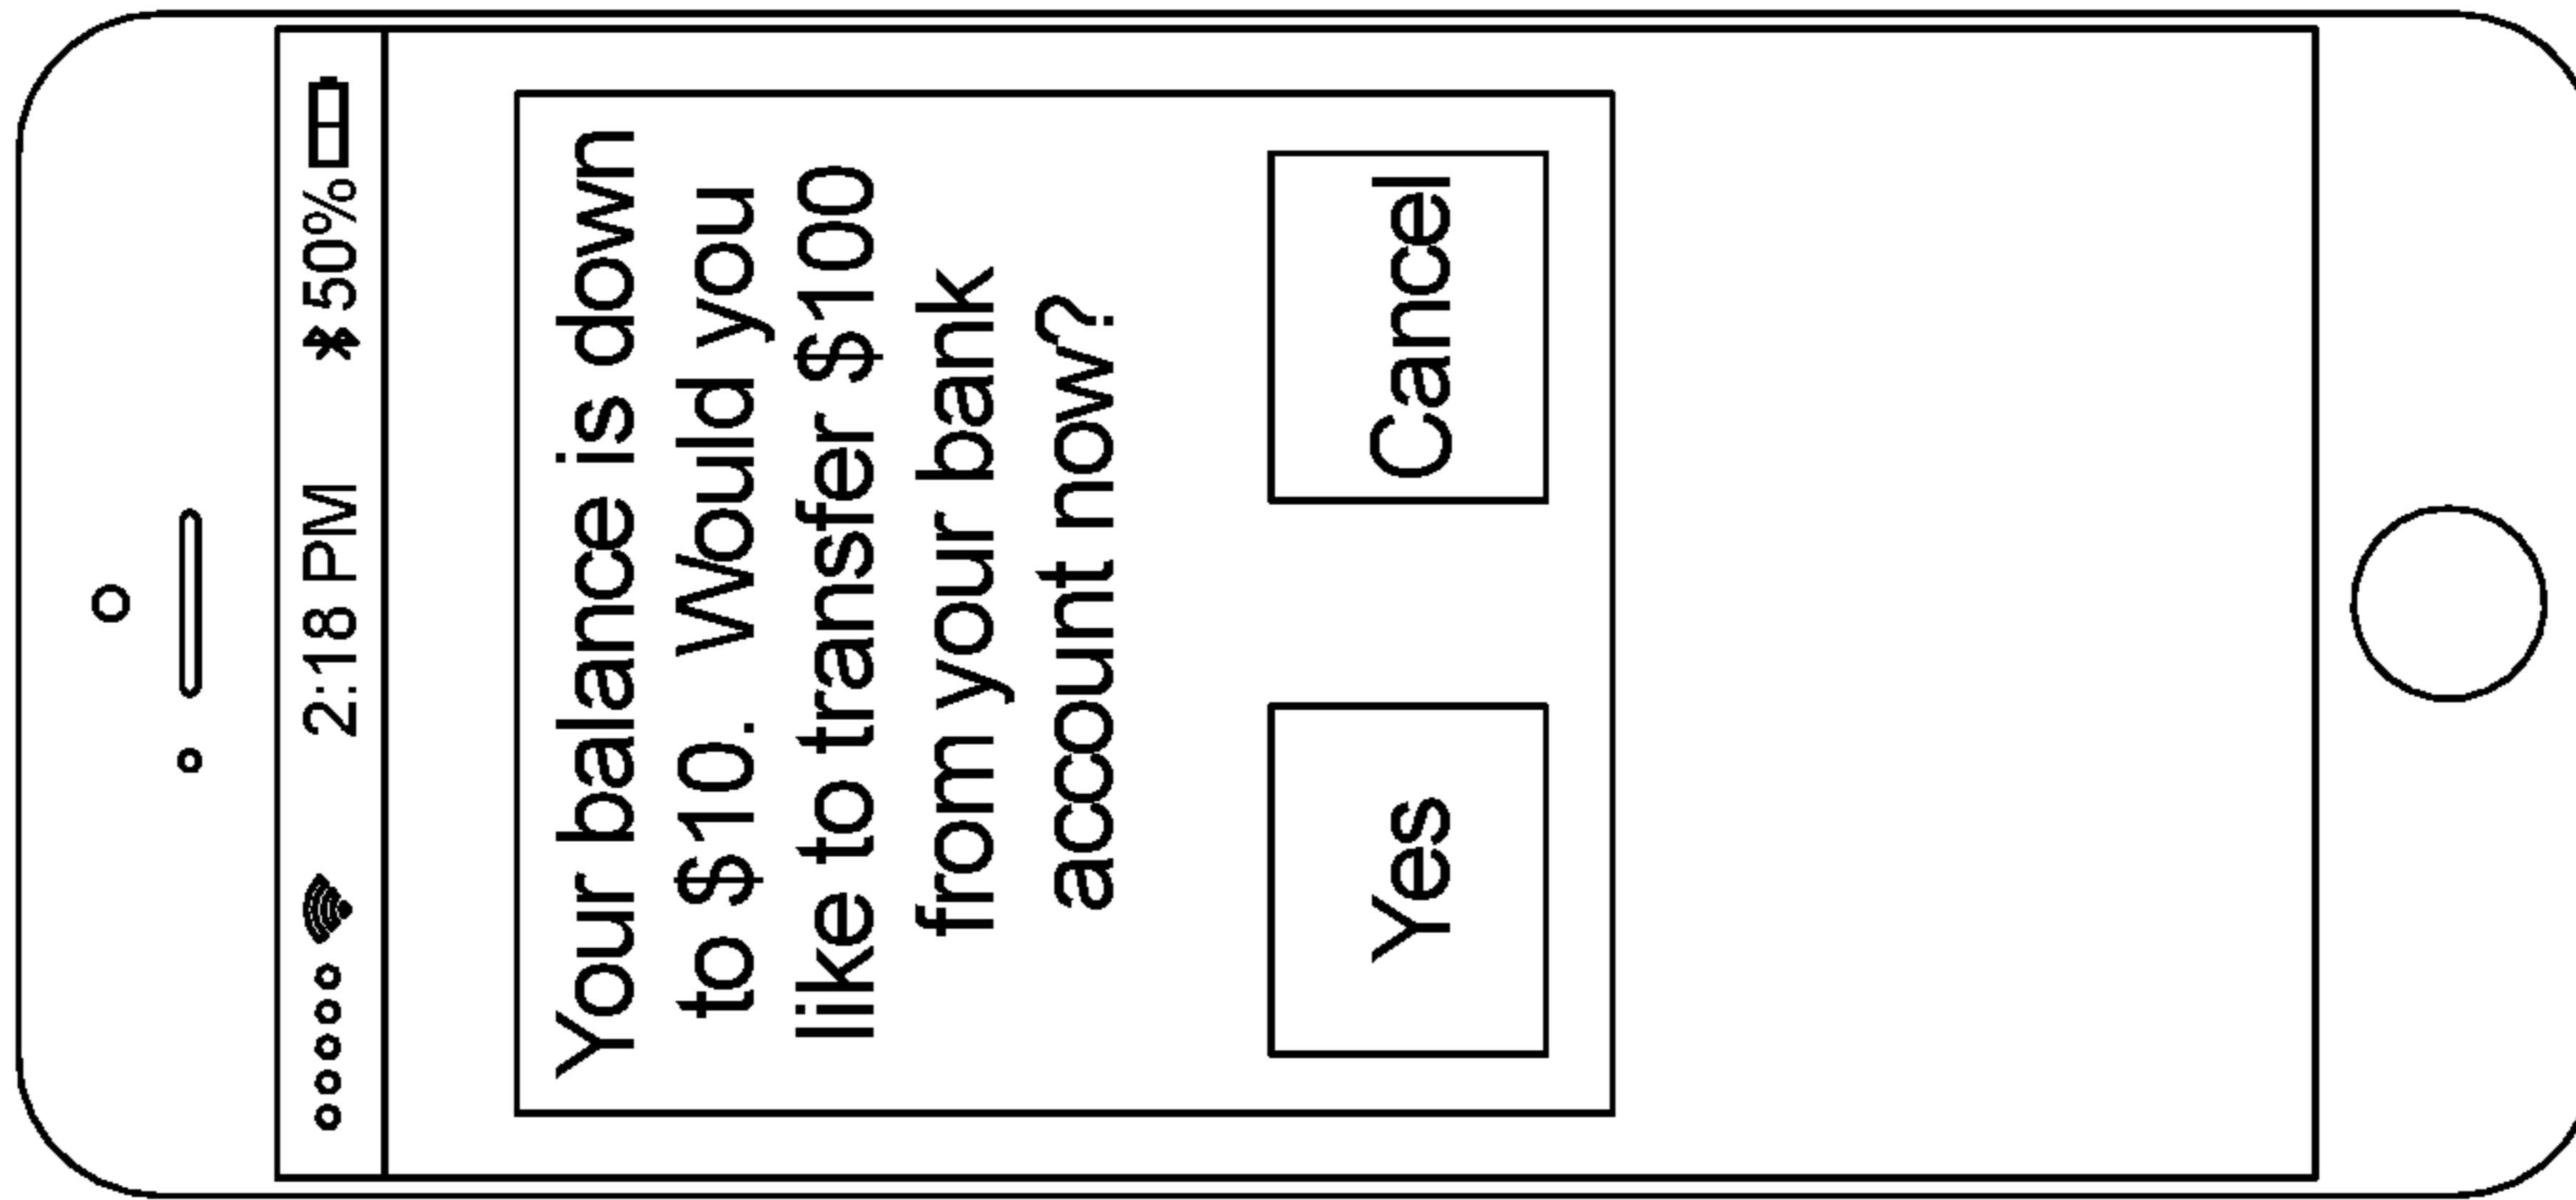 2:18 PM 50%
Your balance is down
to $10. Would you
like to transfer $100
from your bank
account now?
Yes Cancel